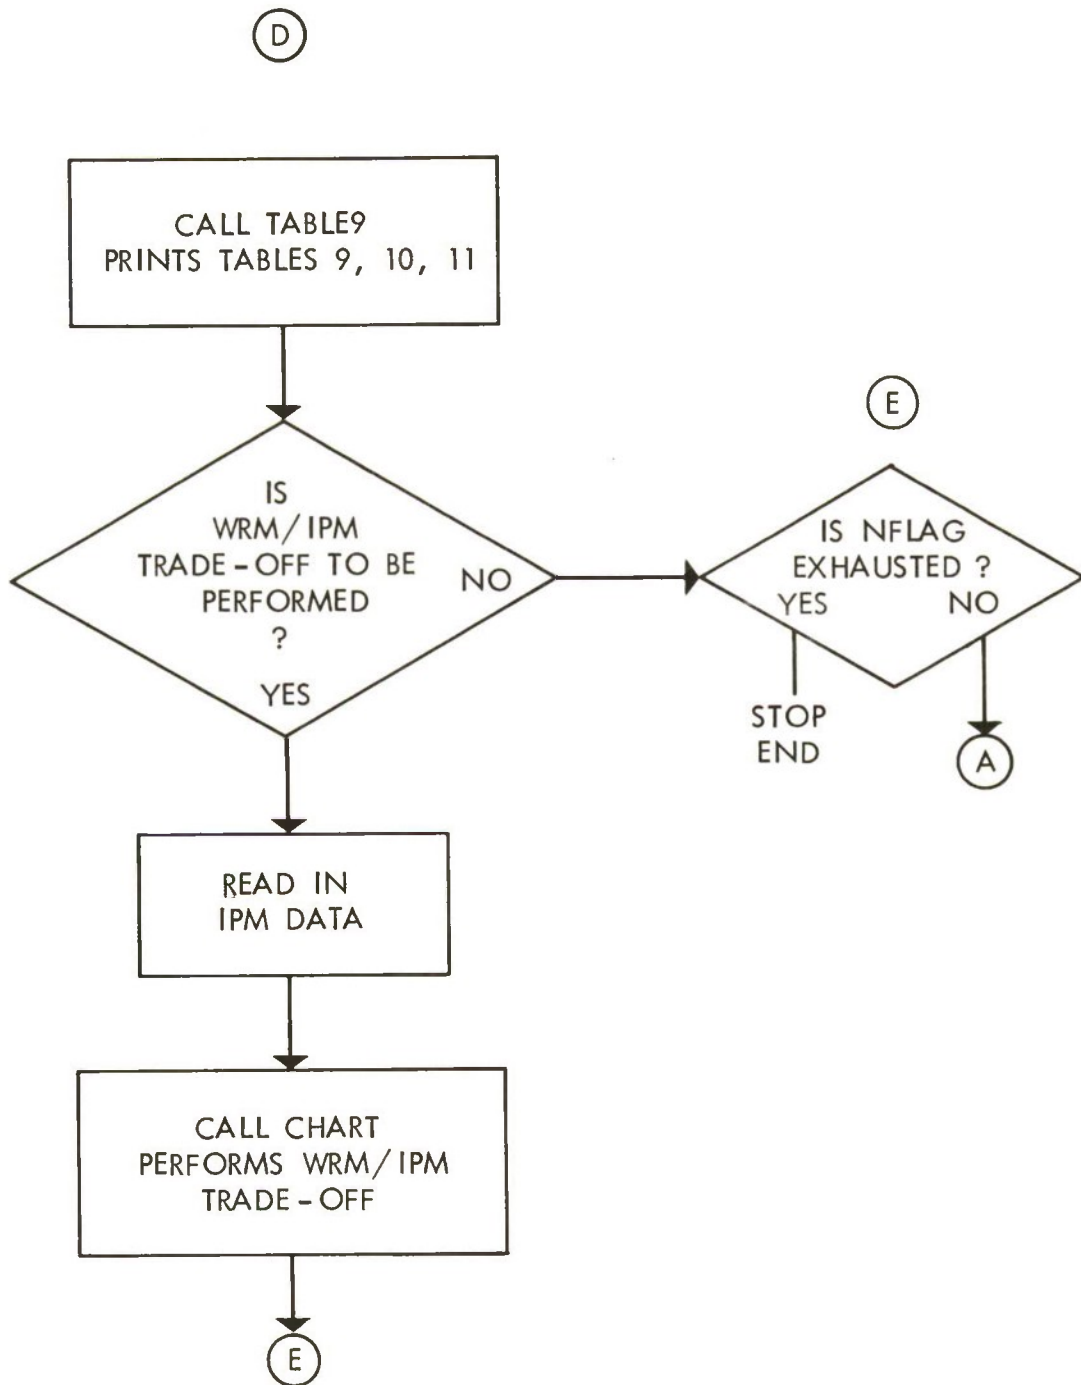 D
CALL TABLE9
PRINTS TABLES 9, 10, 11
IS
WRM/IPM
TRADE-OFF TO BE
PERFORMED
?
NO
YES
E
IS NFLAG
EXHAUSTED ?
YES NO
STOP
END
A
READ IN
IPM DATA
CALL CHART
PERFORMS WRM/IPM
TRADE-OFF
E